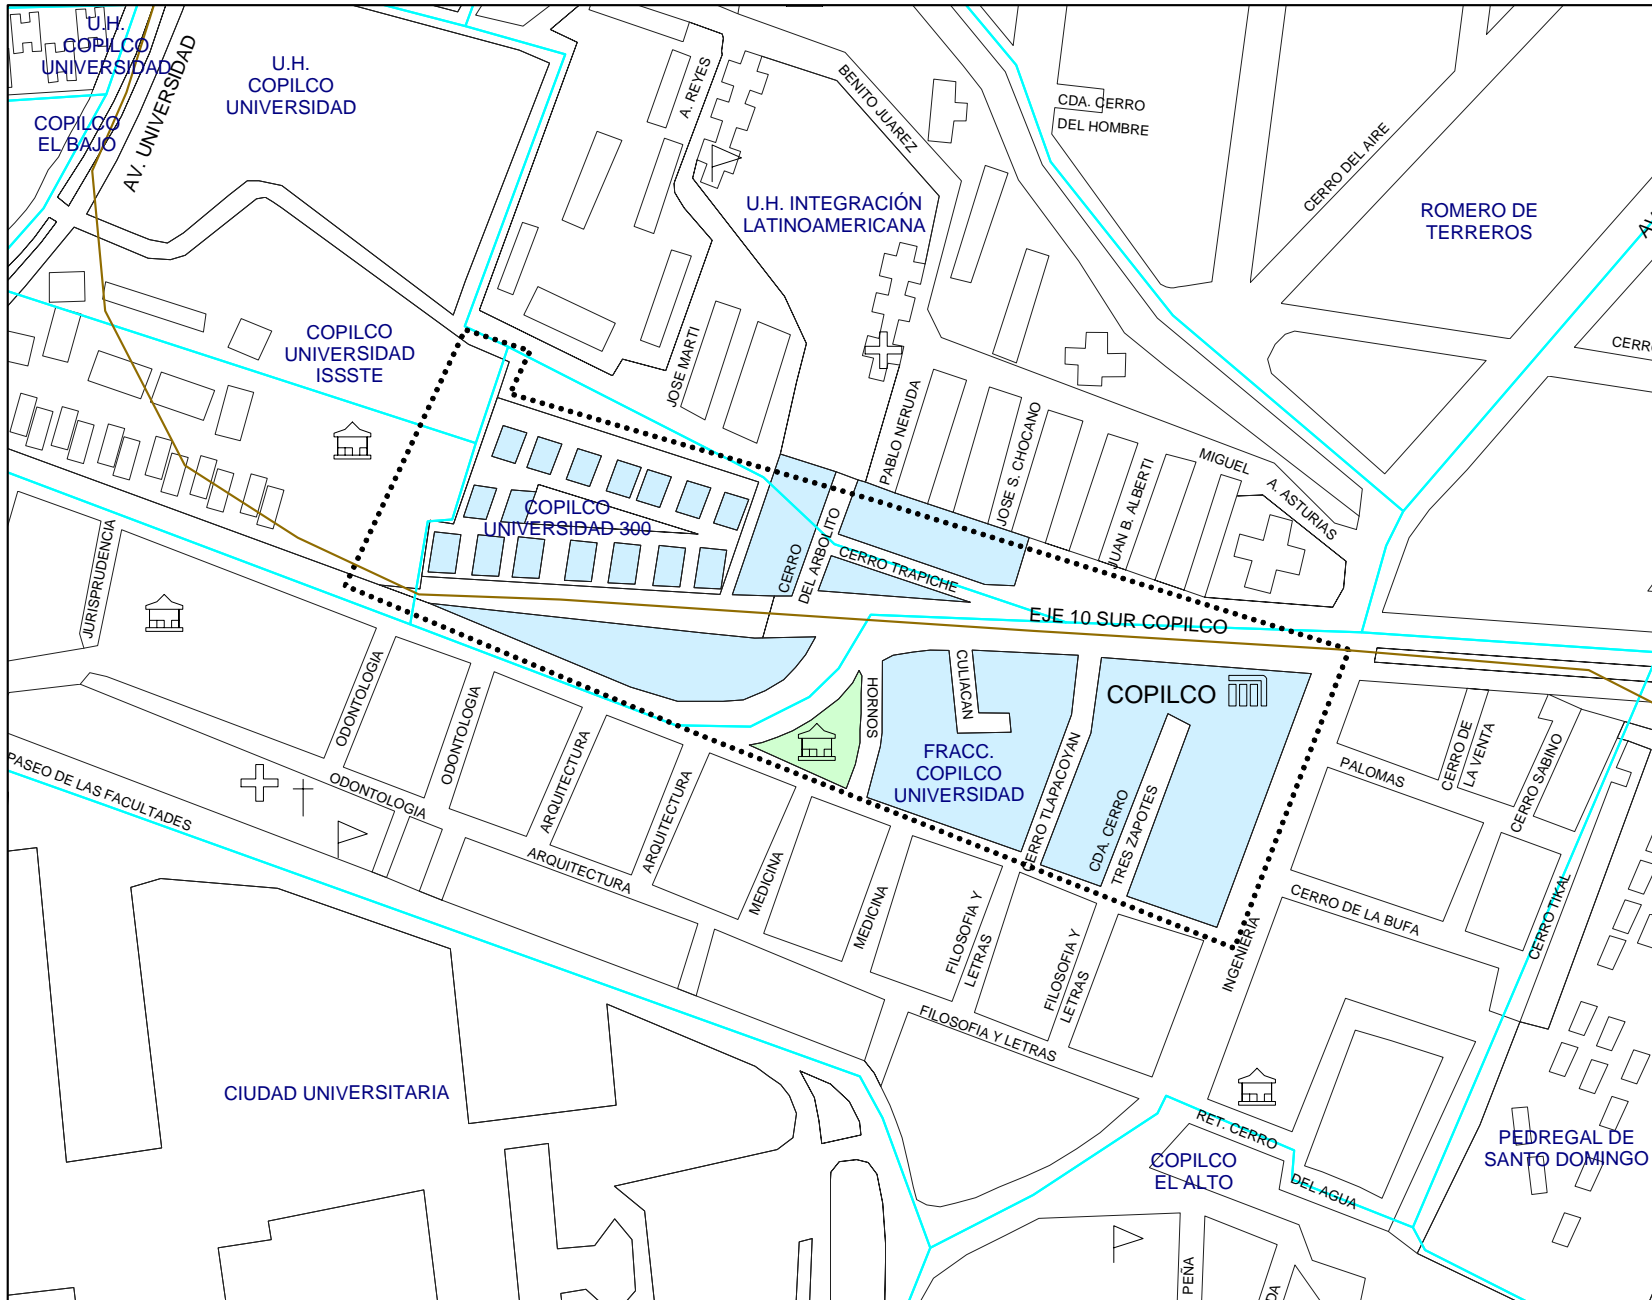 U.H.
COPILCO
UNIVERSIDAD
AV. UNIVERSIDAD
U.H.
COPILCO
UNIVERSIDAD
COPILCO
EL BAJO
A. REYES
BENITO JUAREZ
CDA. CERRO
DEL HOMBRE
CERRO DEL AIRE
U.H. INTEGRACIÓN
LATINOAMERICANA
ROMERO DE
TERREROS
COPILCO
UNIVERSIDAD
ISSSTE
JOSE MARTI
PABLO NERUDA
JOSE S. CHOCANO
JUAN B. ALBERTI
MIGUEL
A. ASTURIAS
COPILCO
UNIVERSIDAD 300
CERRO
DEL ARBOLITO
CERRO TRAPICHE
EJE 10 SUR COPILCO
JURISPRUDENCIA
ODONTOLOGIA
ODONTOLOGIA
ODONTOLOGIA
HORNOS
CULIACAN
COPILCO
FRACC.
COPILCO
UNIVERSIDAD
CERRO TLAPACOYAN
CDA. CERRO
TRES ZAPOTES
PALOMAS
CERRO DE
LA VENTA
CERRO SABINO
PASEO DE LAS FACULTADES
ARQUITECTURA
ARQUITECTURA
ARQUITECTURA
MEDICINA
MEDICINA
FILOSOFIA Y
LETRAS
FILOSOFIA Y
LETRAS
FILOSOFIA Y LETRAS
INGENIERIA
CERRO DE LA BUFA
CERRO TIKAL
CIUDAD UNIVERSITARIA
RET. CERRO
DEL AGUA
COPILCO
EL ALTO
PEDREGAL DE
SANTO DOMINGO
PEÑA